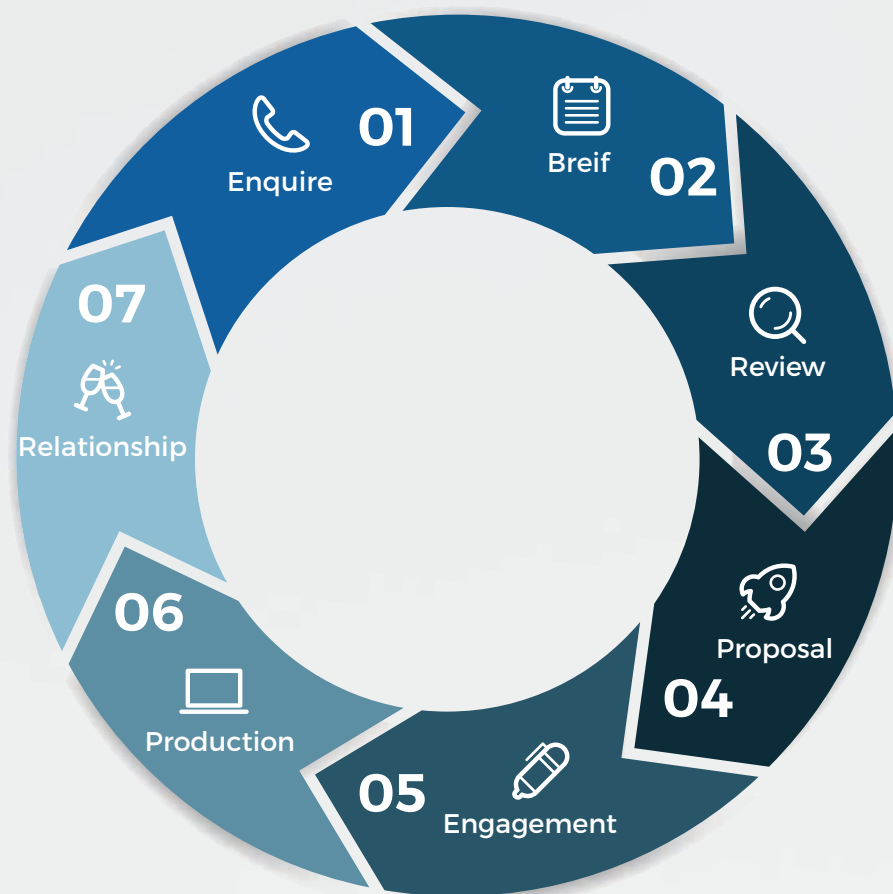 01
Enquire
02
Breif
03
Review
04
Proposal
05
Engagement
06
Production
07
Relationship